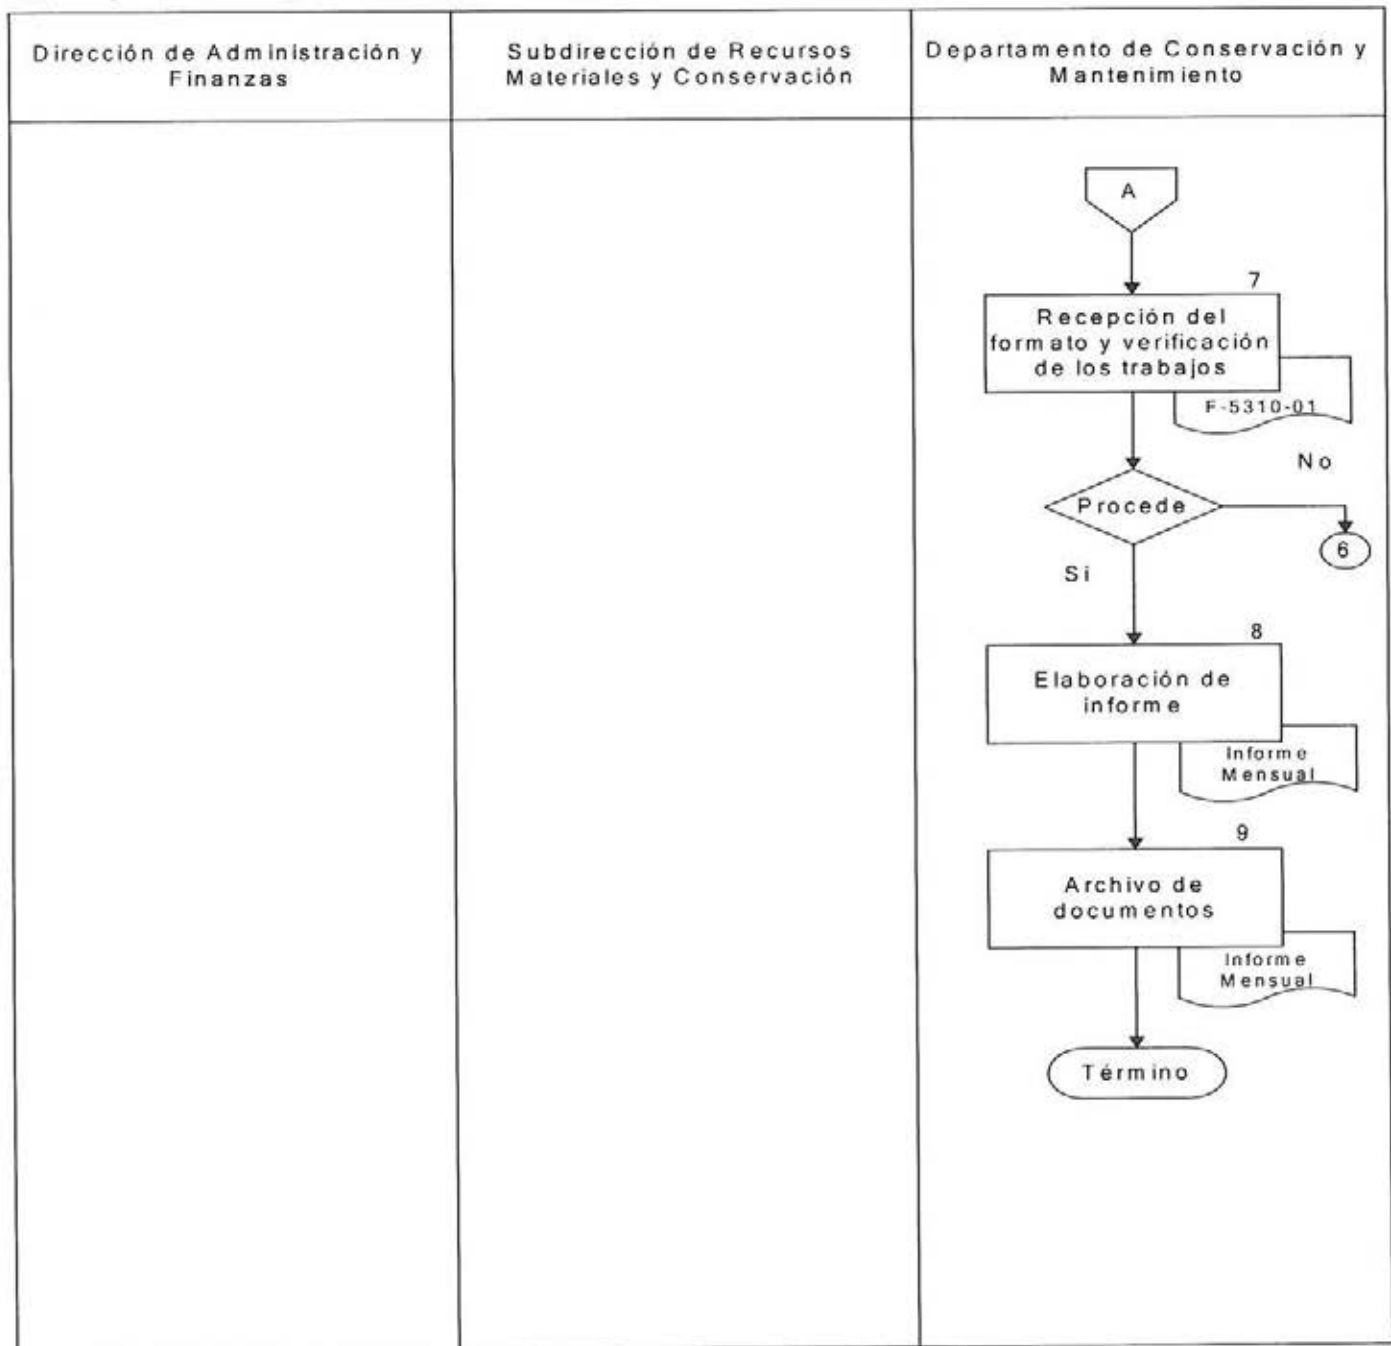 Dirección de Administración y
Finanzas
Subdirección de Recursos
Materiales y Conservación
Departamento de Conservación y
Mantenimiento
A
7
Recepción del
formato y verificación
de los trabajos
F-5310-01
No
Procede
6
Si
8
Elaboración de
informe
Informe
Mensual
9
Archivo de
documentos
Informe
Mensual
Término